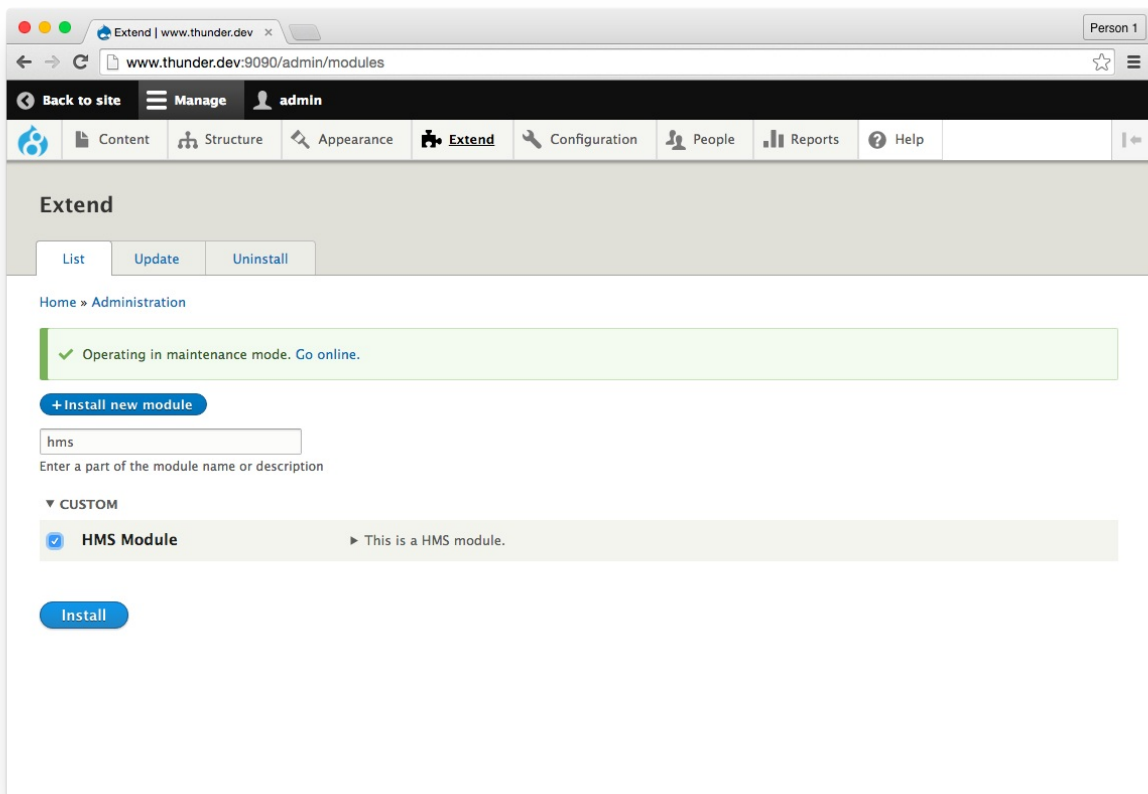 Extend | www.thunder.dev ×
Person 1
www.thunder.dev:9090/admin/modules
Back to site Manage admin
Content Structure Appearance Extend Configuration People Reports Help
Extend
List Update Uninstall
Home » Administration
Operating in maintenance mode. Go online.
+Install new module
hms
Enter a part of the module name or description
▼ CUSTOM
HMS Module ► This is a HMS module.
Install